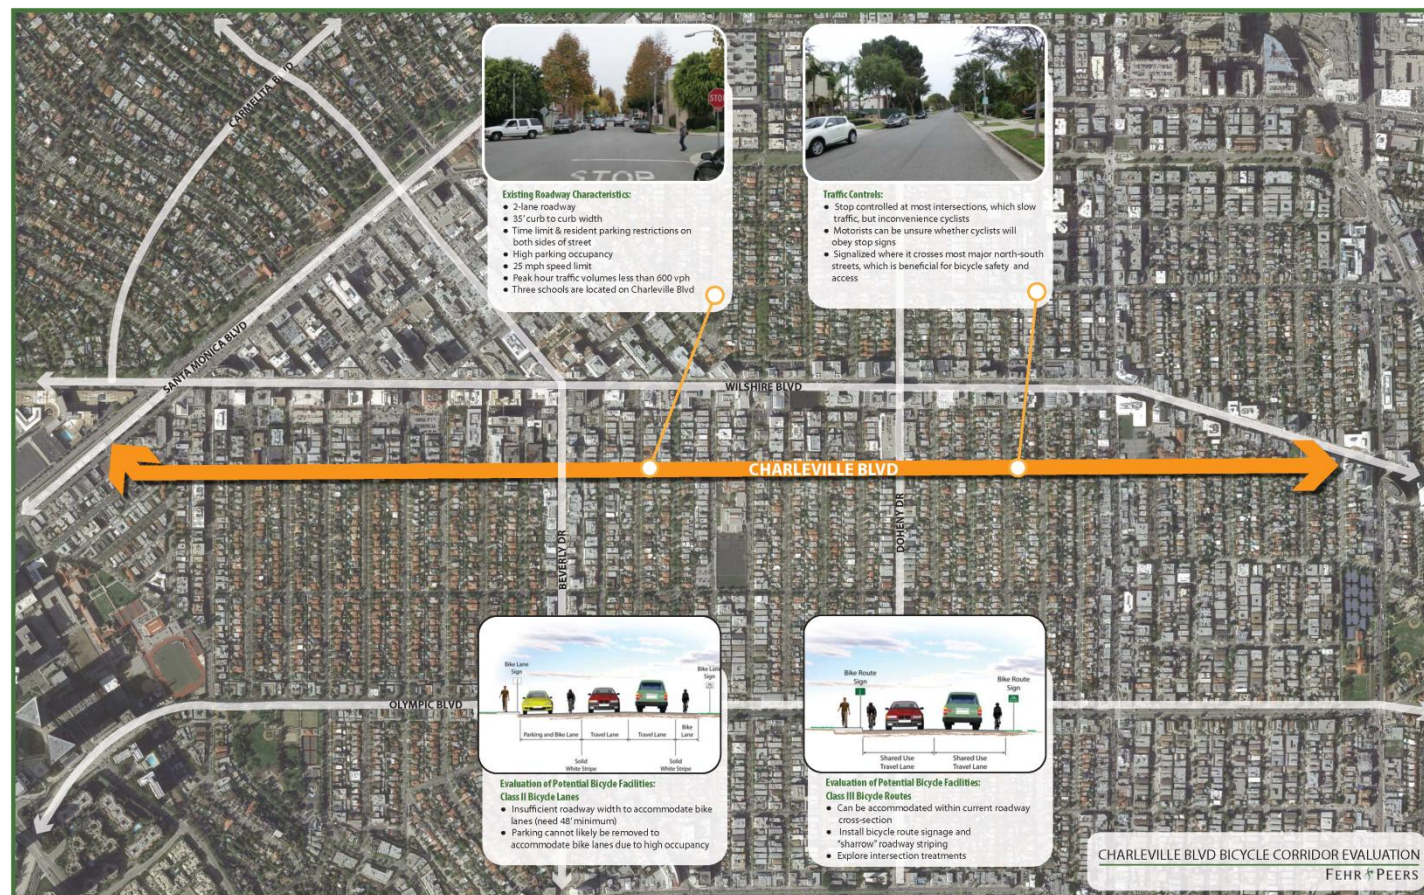 CARMELITA BLVD
SANTA MONICA BLVD
STOP
STOP
Existing Roadway Characteristics:
● 2-lane roadway
● 35' curb to curb width
● Time limit & resident parking restrictions on
both sides of street
● High parking occupancy
● 25 mph speed limit
● Peak hour traffic volumes less than 600 vph
● Three schools are located on Charleville Blvd
Traffic Controls:
● Stop controlled at most intersections, which slow
traffic, but inconvenience cyclists
● Motorists can be unsure whether cyclists will
obey stop signs
● Signalized where it crosses most major north-south
streets, which is beneficial for bicycle safety and
access
WILSHIRE BLVD
CHARLEVILLE BLVD
BEVERLY DR
DOHENY DR
OLYMPIC BLVD
Bike Lane
Sign
Bike Lane
Sign
Parking and Bike Lane
Travel Lane
Travel Lane
Bike
Lane
Solid
White Stripe
Solid
White Stripe
Evaluation of Potential Bicycle Facilities:
Class II Bicycle Lanes
● Insufficient roadway width to accommodate bike
lanes (need 48' minimum)
● Parking cannot likely be removed to
accommodate bike lanes due to high occupancy
Bike Route
Sign
Bike Route
Sign
Shared Use
Travel Lane
Shared Use
Travel Lane
Evaluation of Potential Bicycle Facilities:
Class III Bicycle Routes
● Can be accommodated within current roadway
cross-section
● Install bicycle route signage and
"sharrow" roadway striping
● Explore intersection treatments
CHARLEVILLE BLVD BICYCLE CORRIDOR EVALUATION
FEHR PEERS